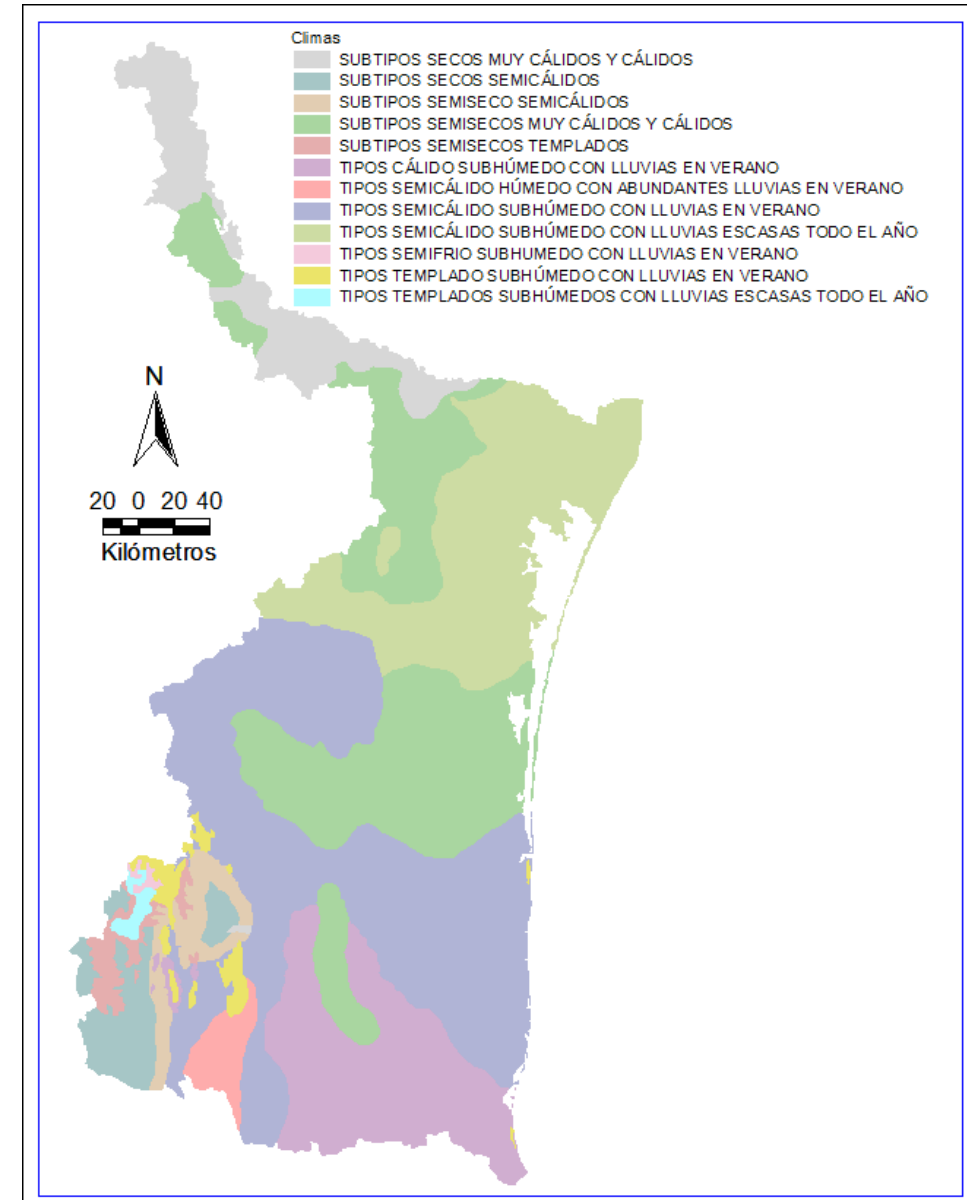 Climas
SUBTIPOS SECOS MUY CÁLIDOS Y CÁLIDOS
SUBTIPOS SECOS SEMICÁLIDOS
SUBTIPOS SEMISECO SEMICÁLIDOS
SUBTIPOS SEMISECOS MUY CÁLIDOS Y CÁLIDOS
SUBTIPOS SEMISECOS TEMPLADOS
TIPOS CÁLIDO SUBHÚMEDO CON LLUVIAS EN VERANO
TIPOS SEMICÁLIDO HÚMEDO CON ABUNDANTES LLUVIAS EN VERANO
TIPOS SEMICÁLIDO SUBHÚMEDO CON LLUVIAS EN VERANO
TIPOS SEMICÁLIDO SUBHÚMEDO CON LLUVIAS ESCASAS TODO EL AÑO
TIPOS SEMIFRIO SUBHUMEDO CON LLUVIAS EN VERANO
TIPOS TEMPLADO SUBHÚMEDO CON LLUVIAS EN VERANO
TIPOS TEMPLADOS SUBHÚMEDOS CON LLUVIAS ESCASAS TODO EL AÑO
N
20 0 20 40
Kilómetros